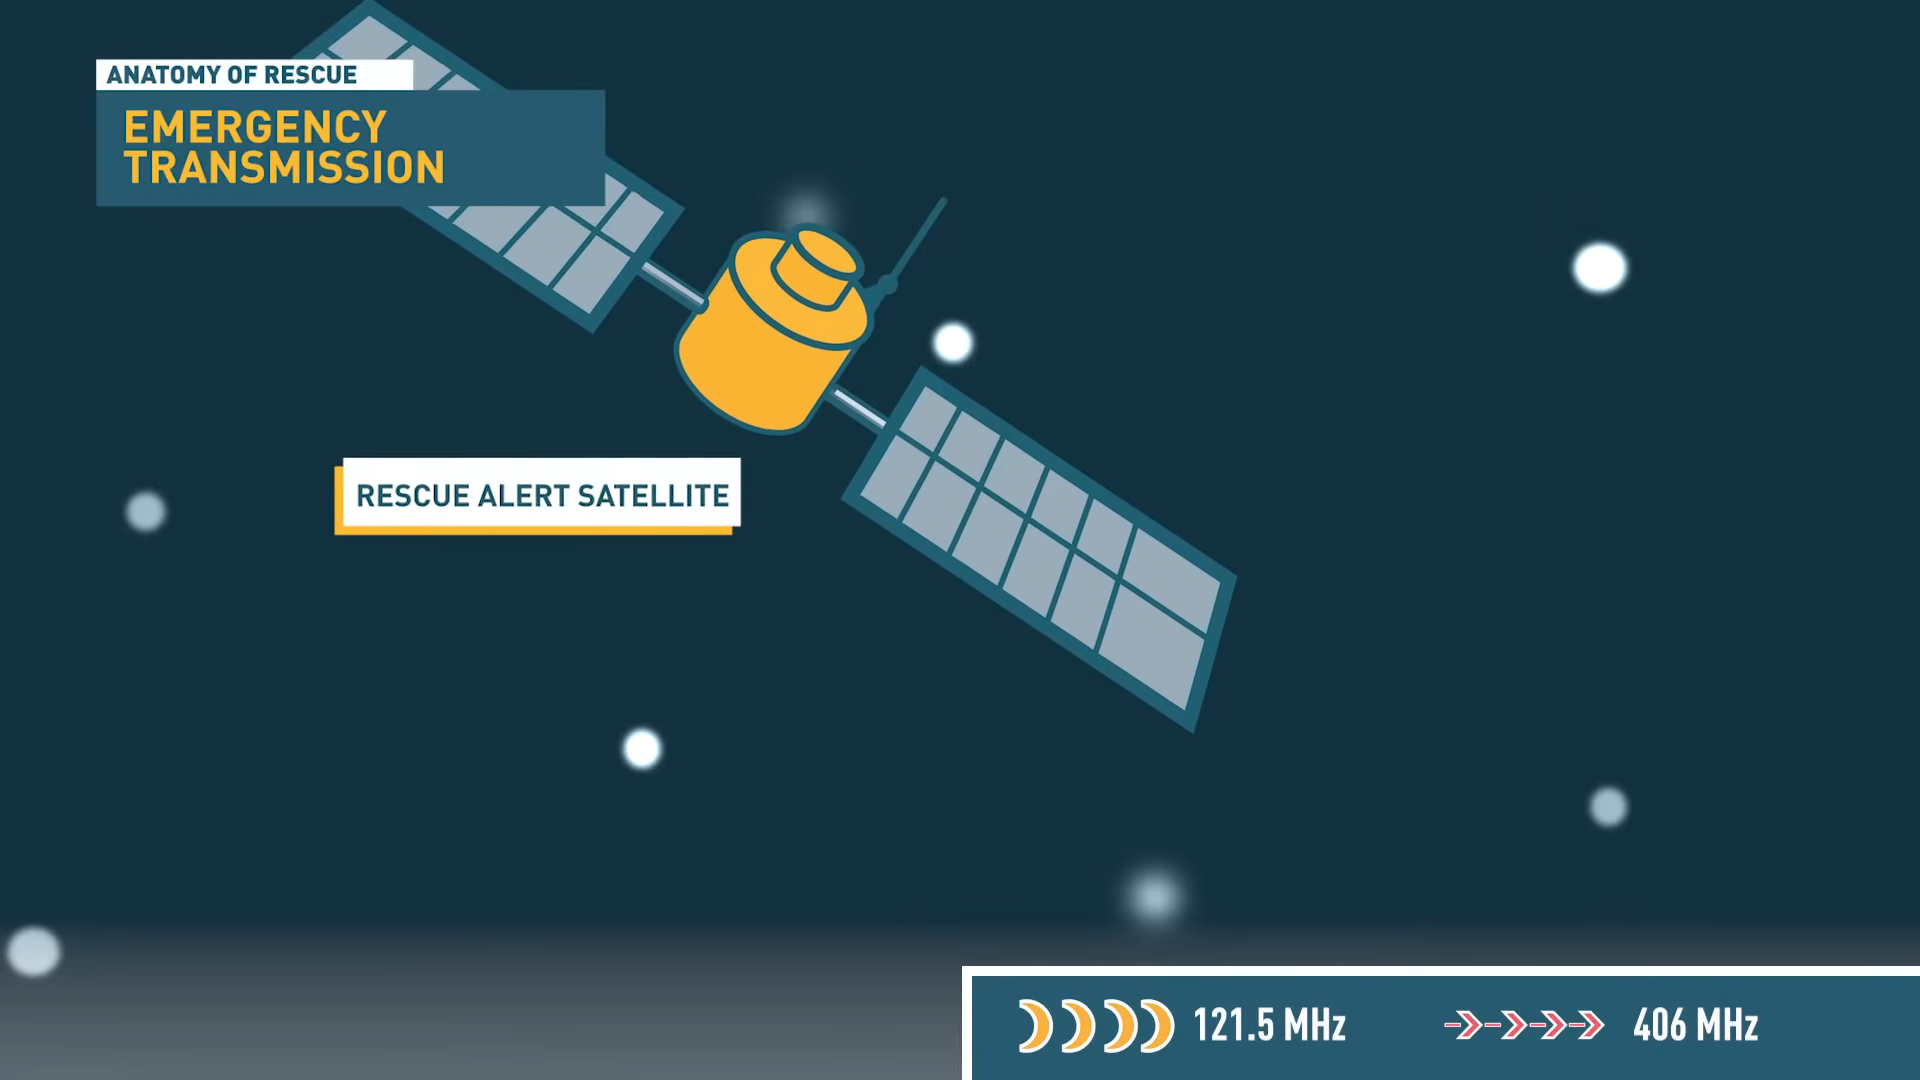 ANATOMY OF RESCUE
EMERGENCY
TRANSMISSION
RESCUE ALERT SATELLITE
121.5 MHz
406 MHz